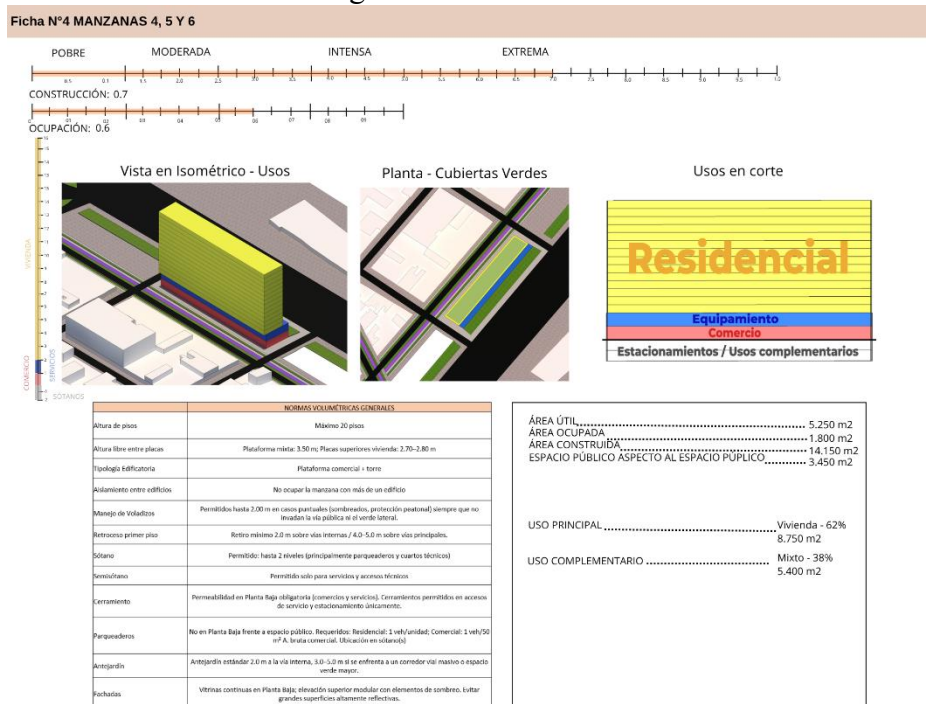 Ficha N°4 MANZANAS 4, 5 Y 6
POBRE MODERADA INTENSA EXTREMA
CONSTRUCCIÓN: 0.7
OCUPACIÓN: 0.6
Vista en Isométrico - Usos
Planta - Cubiertas Verdes
Usos en corte
VIVIENDA
COMERCIO
SERVICIOS
SÓTANOS
Residencial
Equipamiento
Comercio
Estacionamientos / Usos complementarios
NORMAS VOLUMÉTRICAS GENERALES
Altura de pisos Máximo 20 pisos
Altura libre entre placas Plataforma mixta: 3.50 m; Placas superiores vivienda: 2.70–2.80 m
Tipología Edificatoria Plataforma comercial + torre
Aislamiento entre edificios No ocupar la manzana con más de un edificio
Manejo de Voladizos Permitidos hasta 2.00 m en casos puntuales (sombreados, protección peatonal) siempre que no
invadan la vía pública ni el verde lateral.
Retroceso primer piso Retiro mínimo 2.0 m sobre vías internas / 4.0–5.0 m sobre vías principales.
Sótano Permitido: hasta 2 niveles (principalmente parqueaderos y cuartos técnicos)
Semisótano Permitido solo para servicios y accesos técnicos
Cerramiento Permeabilidad en Planta Baja obligatoria (comercios y servicios). Cerramientos permitidos en accesos
de servicio y estacionamiento únicamente.
Parqueaderos No en Planta Baja frente a espacio público. Requeridos: Residencial: 1 veh/unidad; Comercial: 1 veh/50
m² A. bruta comercial. Ubicación en sótano(s)
Antejardín Antejardín estándar 2.0 m a la vía interna, 3.0–5.0 m si se enfrenta a un corredor vial masivo o espacio
verde mayor.
Fachadas Vitrinas continuas en Planta Baja; elevación superior modular con elementos de sombreo. Evitar
grandes superficies altamente reflectivas.
ÁREA ÚTIL 5.250 m2
ÁREA OCUPADA 1.800 m2
ÁREA CONSTRUIDA 14.150 m2
ESPACIO PÚBLICO ASPECTO AL ESPACIO PÚPLICO 3.450 m2
USO PRINCIPAL Vivienda - 62%
8.750 m2
USO COMPLEMENTARIO Mixto - 38%
5.400 m2